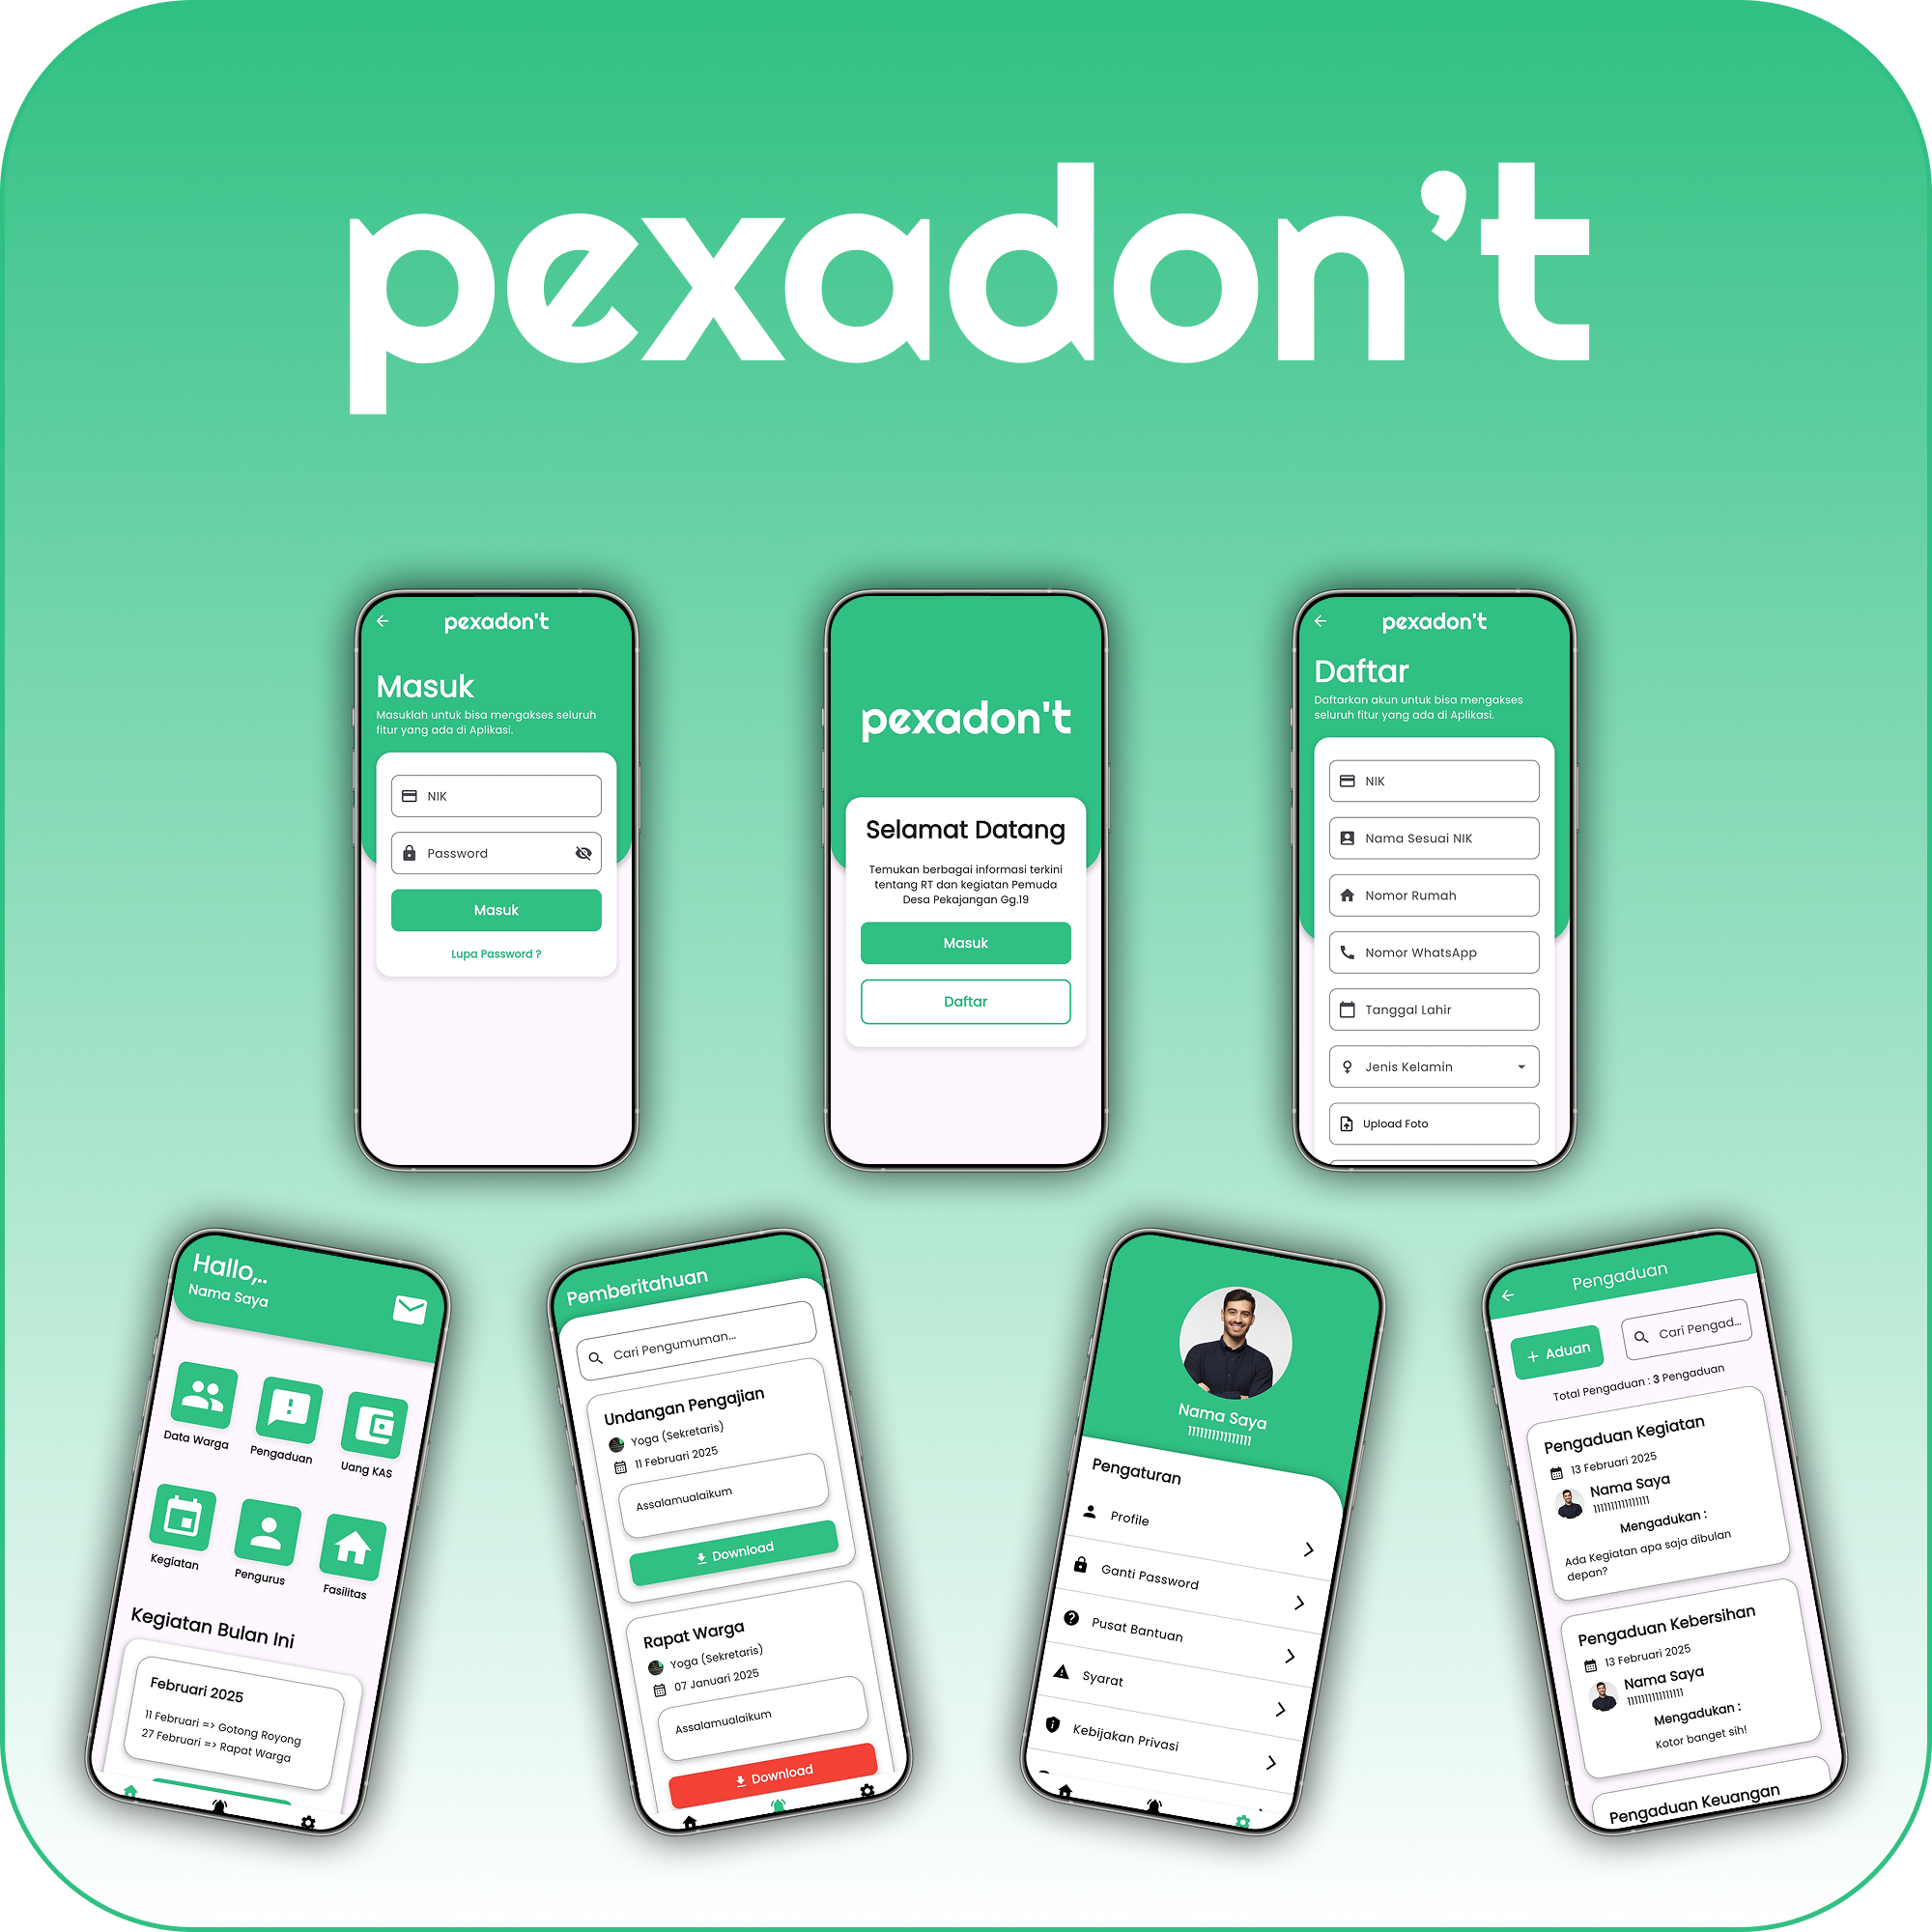 pexadon't
pexadon't
Masuk
Masuklah untuk bisa mengakses seluruh
fitur yang ada di Aplikasi.
NIK
Password
Masuk
Lupa Password ?
pexadon't
Selamat Datang
Temukan berbagai informasi terkini
tentang RT dan kegiatan Pemuda
Desa Pekajangan Gg.19
Masuk
Daftar
pexadon't
Daftar
Daftarkan akun untuk bisa mengakses
seluruh fitur yang ada di Aplikasi.
NIK
Nama Sesuai NIK
Nomor Rumah
Nomor WhatsApp
Tanggal Lahir
Jenis Kelamin
Upload Foto
Hallo,..
Nama Saya
Data Warga
Pengaduan
Uang KAS
Kegiatan
Pengurus
Fasilitas
Kegiatan Bulan Ini
Februari 2025
11 Februari => Gotong Royong
27 Februari => Rapat Warga
Pemberitahuan
Cari Pengumuman...
Undangan Pengajian
Yoga (Sekretaris)
11 Februari 2025
Assalamualaikum
Download
Rapat Warga
Yoga (Sekretaris)
07 Januari 2025
Assalamualaikum
Download
Nama Saya
1111111111111111
Pengaturan
Profile
Ganti Password
Pusat Bantuan
Syarat
Kebijakan Privasi
Pengaduan
+ Aduan
Cari Pengad...
Total Pengaduan : 3 Pengaduan
Pengaduan Kegiatan
13 Februari 2025
Nama Saya
1111111111111111
Mengadukan :
Ada Kegiatan apa saja dibulan
depan?
Pengaduan Kebersihan
13 Februari 2025
Nama Saya
1111111111111111
Mengadukan :
Kotor banget sih!
Pengaduan Keuangan